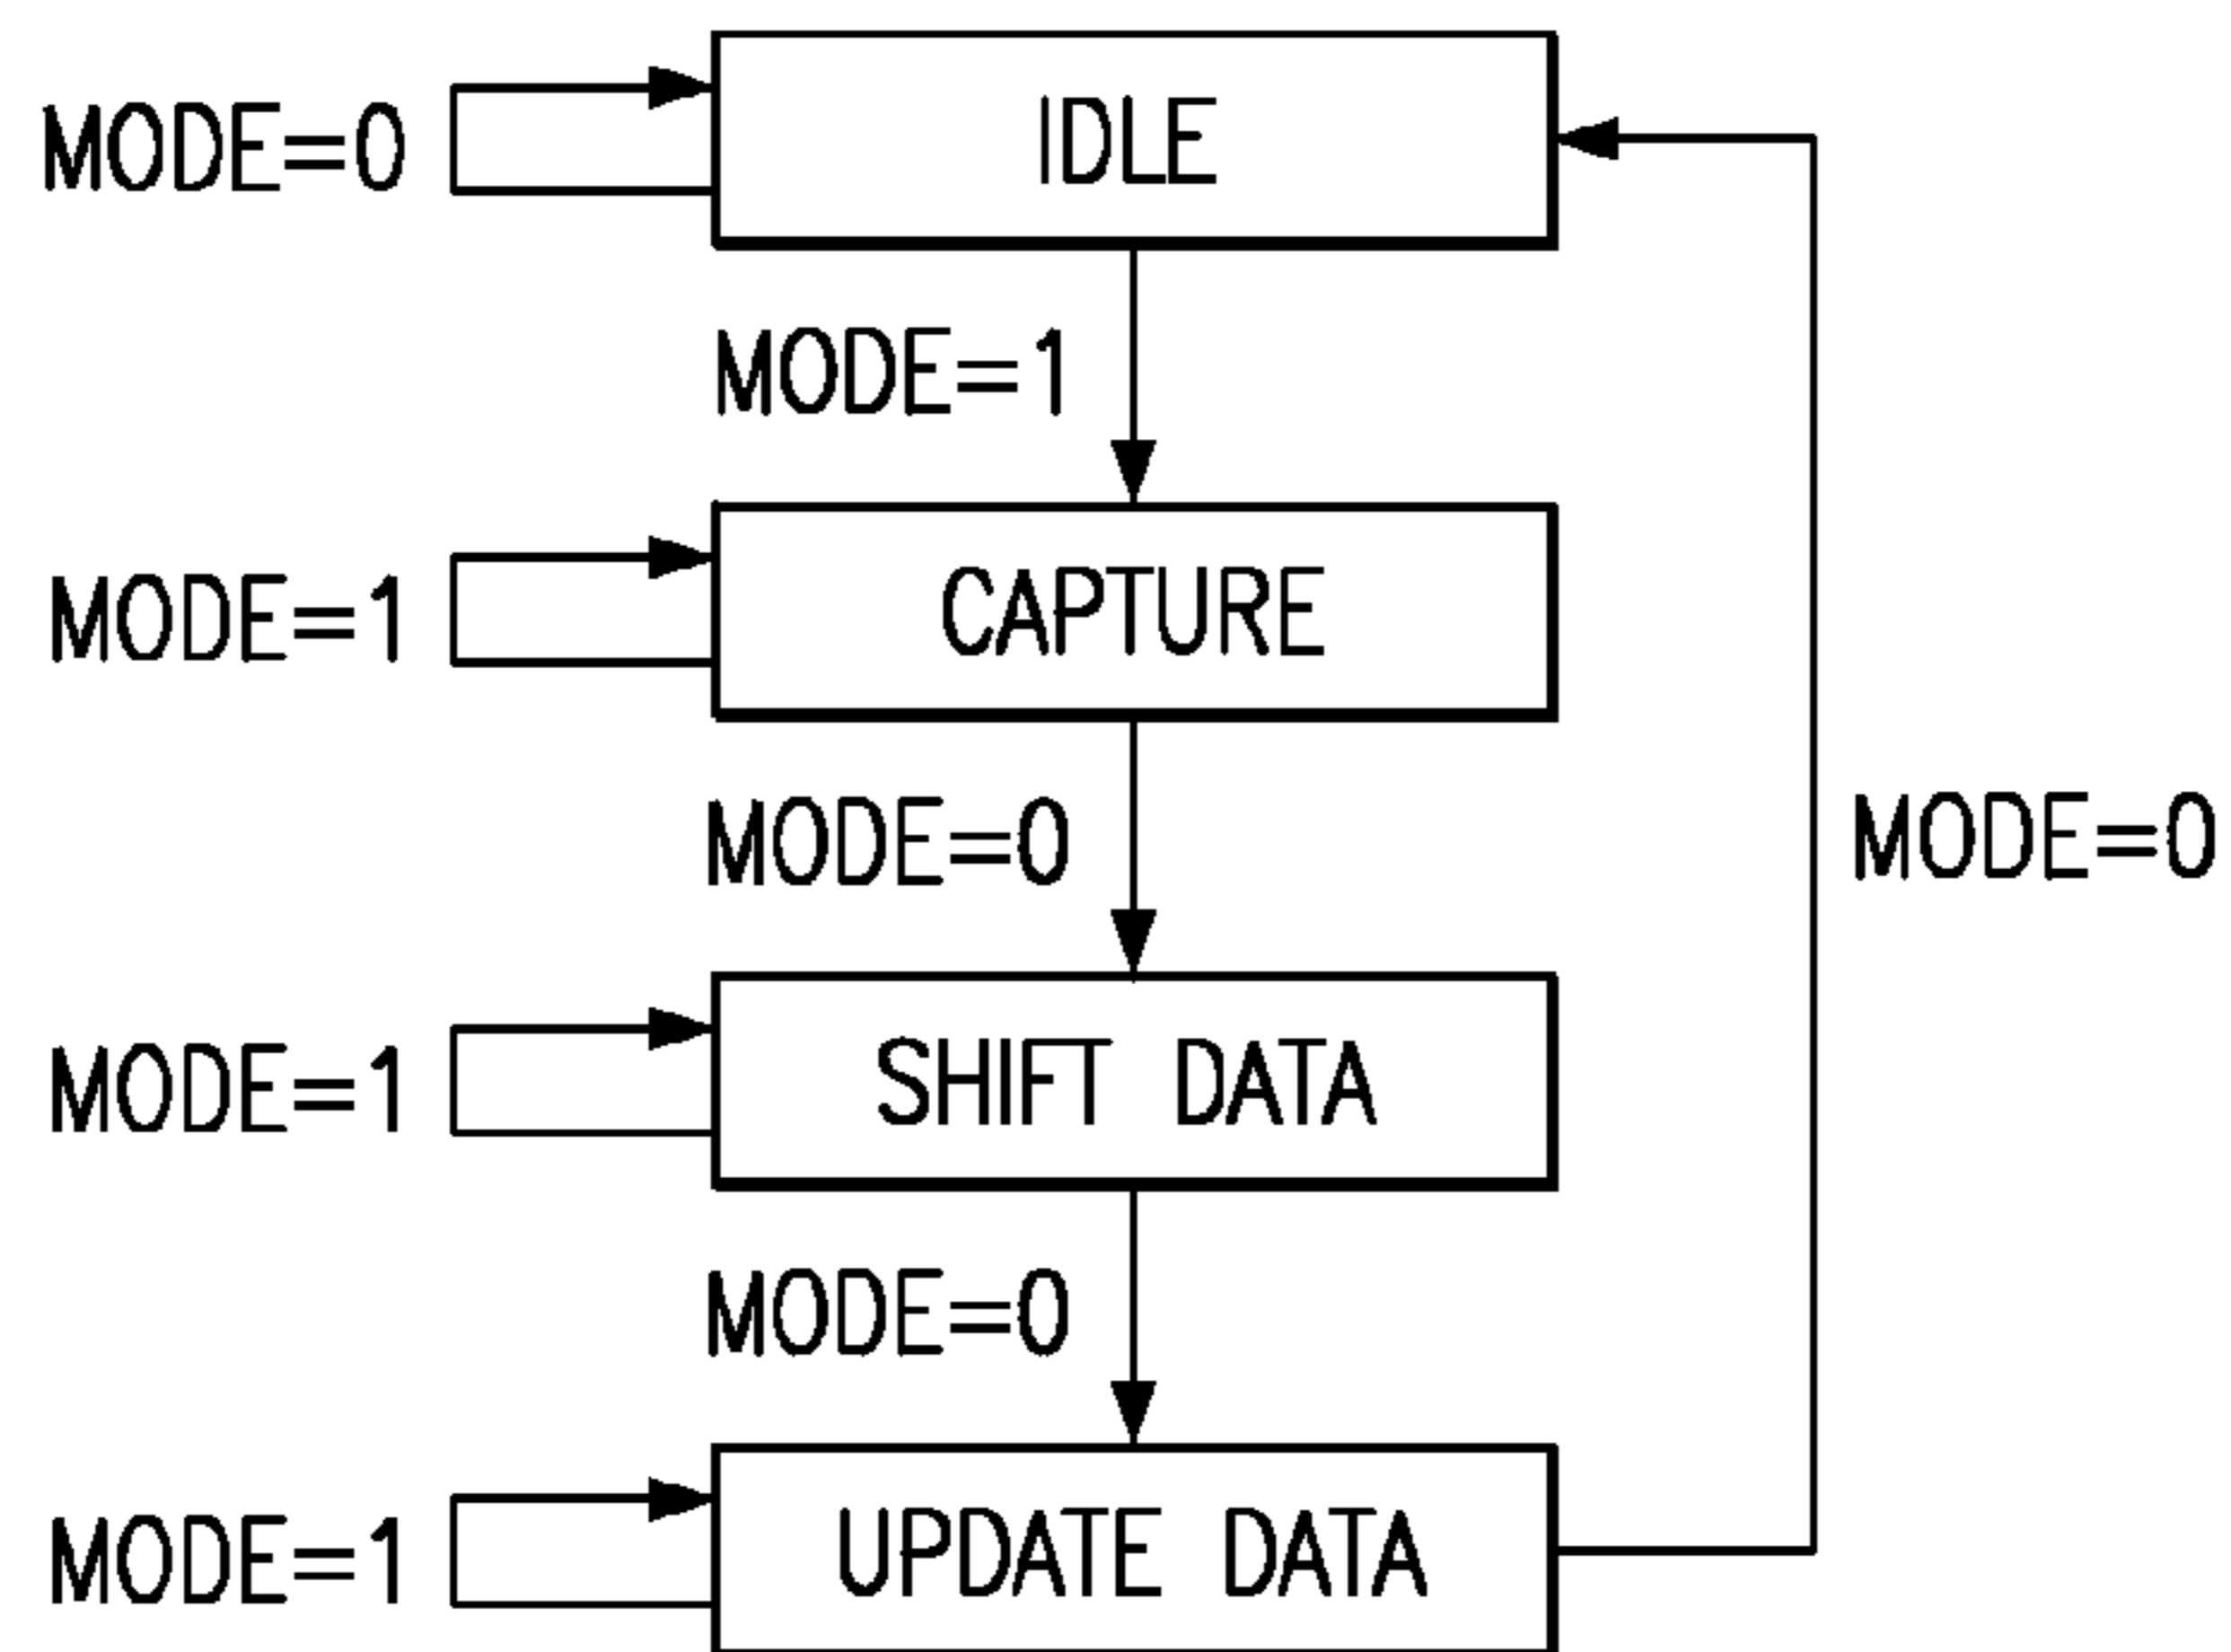 MODE=0
IDLE
MODE=1
MODE=1
CAPTURE
MODE=0
MODE=0
MODE=1
SHIFT DATA
MODE=0
MODE=1
UPDATE DATA